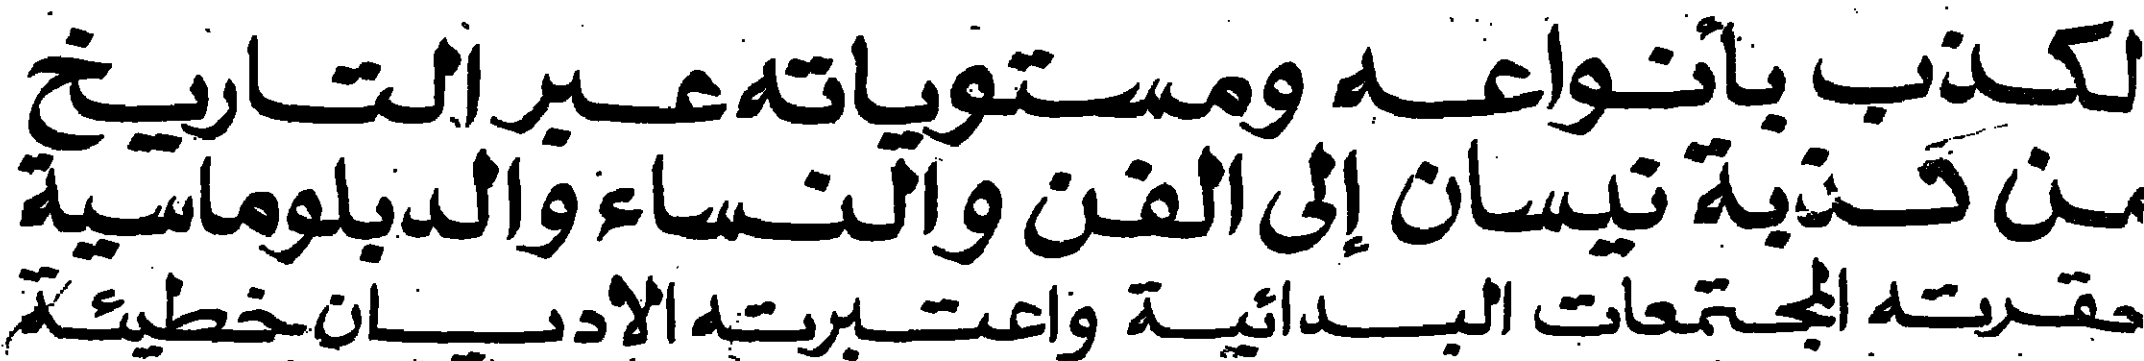 لكذب بأنواعه ومستوياته عبر التاريخ
من كذبة نيسان إلى الفن والنساء والدبلوماسية
حقرته المجتمعات البدائية واعتبرته الاديان خطيئة